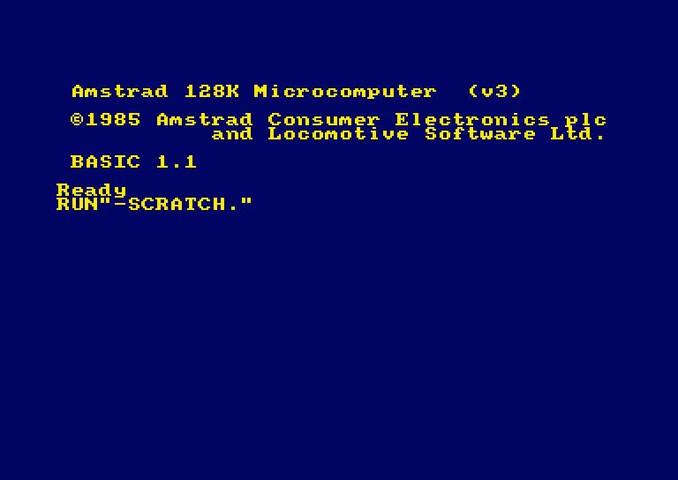 Amstrad 128K Microcomputer  (v3)
©1985 Amstrad Consumer Electronics plc
and Locomotive Software Ltd.
BASIC 1.1
Ready
RUN"-SCRATCH."